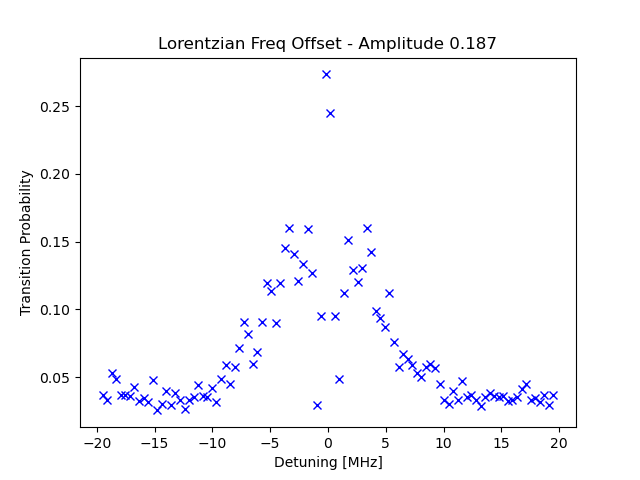 Lorentzian Freq Offset - Amplitude 0.187
Transition Probability
0.25
0.20
0.15
0.10
0.05
−20 −15 −10 −5 0 5 10 15 20
Detuning [MHz]